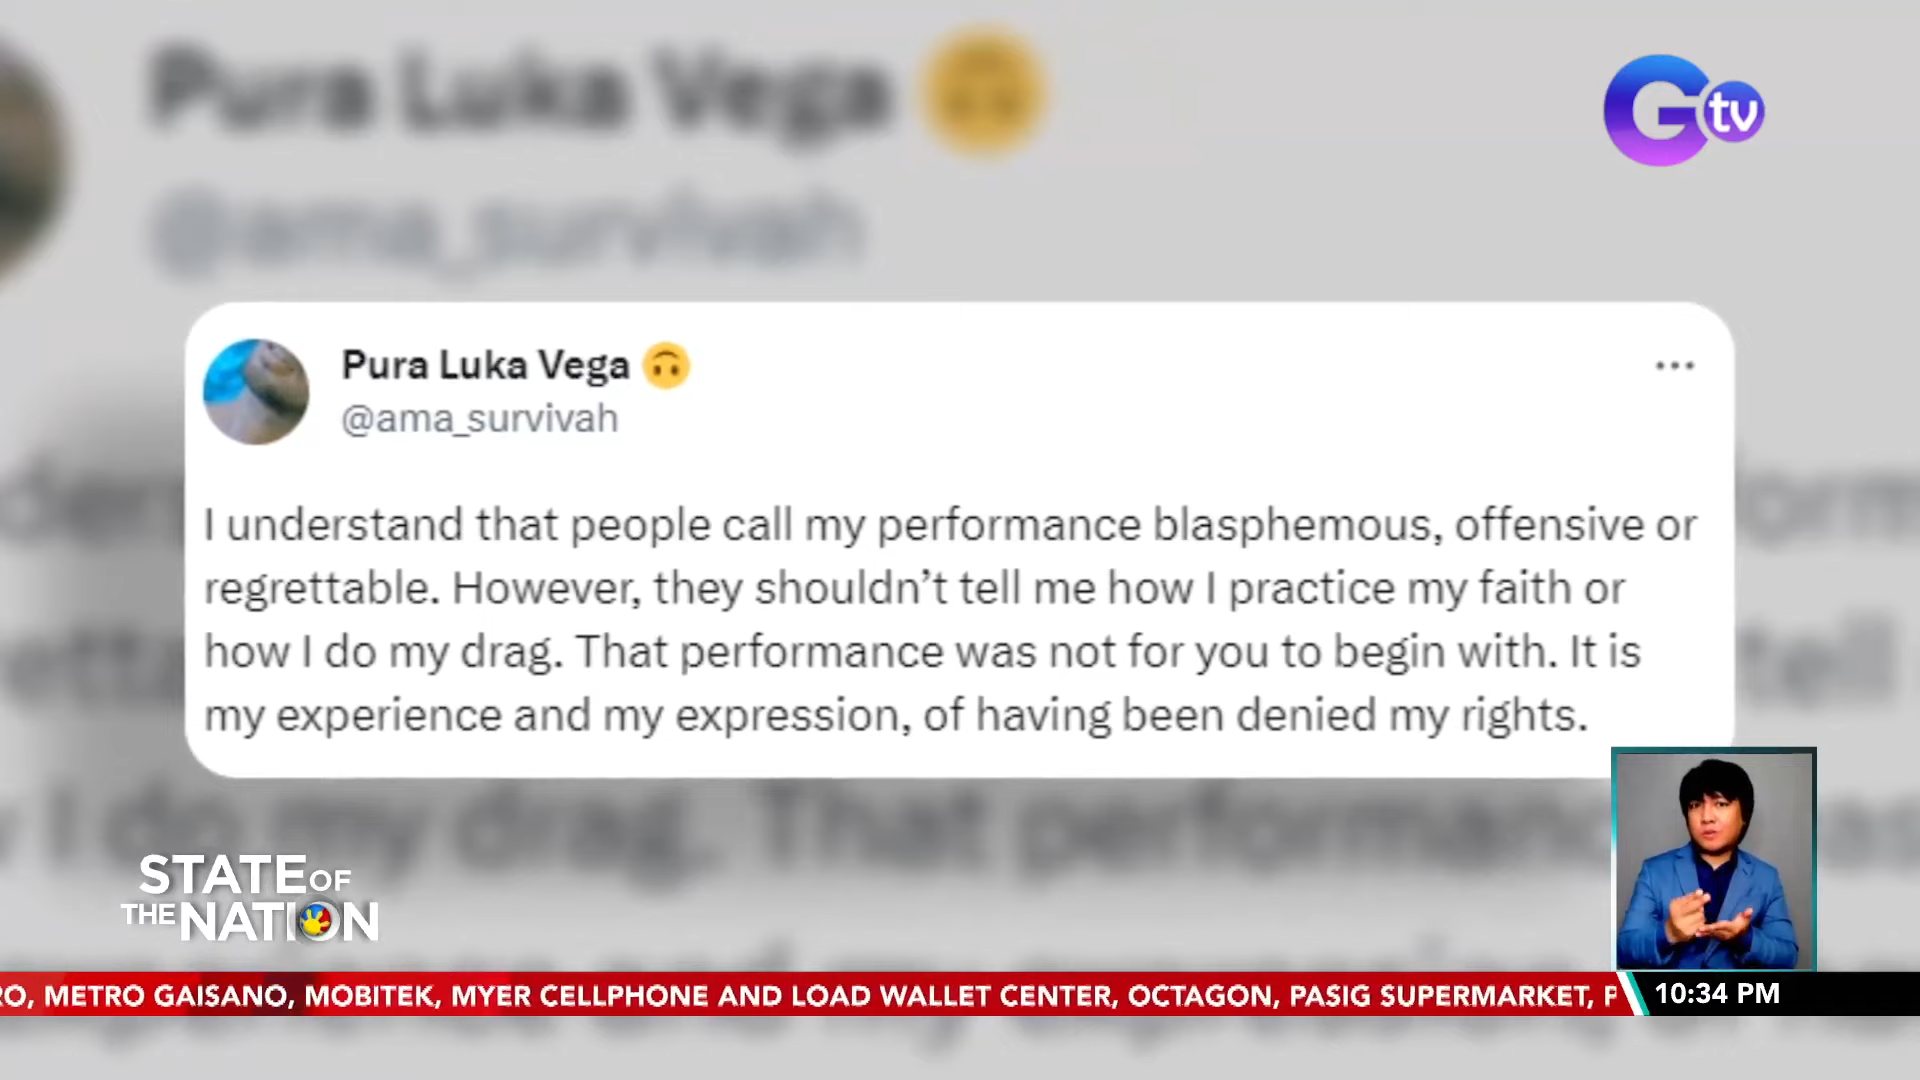 Pura Luka Vega 🙃
@ama_survivah
G tv
Pura Luka Vega 🙃
@ama_survivah
I understand that people call my performance blasphemous, offensive or
regrettable. However, they shouldn’t tell me how I practice my faith or
how I do my drag. That performance was not for you to begin with. It is
my experience and my expression, of having been denied my rights.
STATE OF
THE NATION
RO, METRO GAISANO, MOBITEK, MYER CELLPHONE AND LOAD WALLET CENTER, OCTAGON, PASIG SUPERMARKET, P
10:34 PM